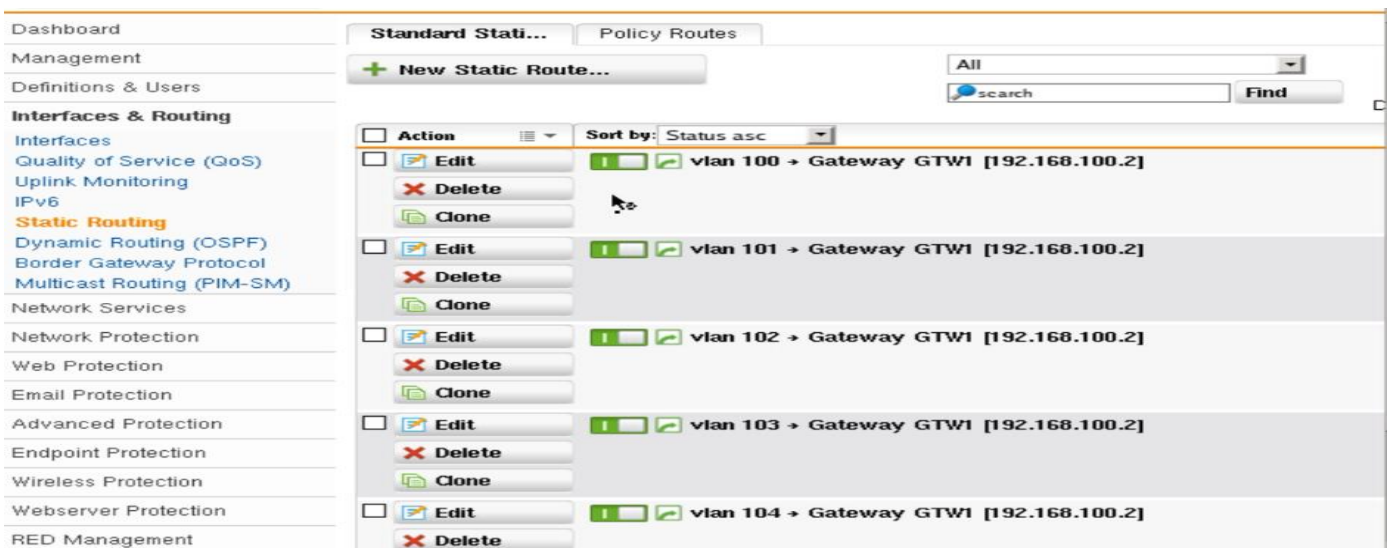 Dashboard
Management
Definitions & Users
Interfaces & Routing
Interfaces
Quality of Service (QoS)
Uplink Monitoring
IPv6
Static Routing
Dynamic Routing (OSPF)
Border Gateway Protocol
Multicast Routing (PIM-SM)
Network Services
Network Protection
Web Protection
Email Protection
Advanced Protection
Endpoint Protection
Wireless Protection
Webserver Protection
RED Management
Standard Stati... Policy Routes
New Static Route...
All
search Find
D
Action Sort by: Status asc
Edit vlan 100 → Gateway GTW1 [192.168.100.2]
Delete
Clone
Edit vlan 101 → Gateway GTW1 [192.168.100.2]
Delete
Clone
Edit vlan 102 → Gateway GTW1 [192.168.100.2]
Delete
Clone
Edit vlan 103 → Gateway GTW1 [192.168.100.2]
Delete
Clone
Edit vlan 104 → Gateway GTW1 [192.168.100.2]
Delete